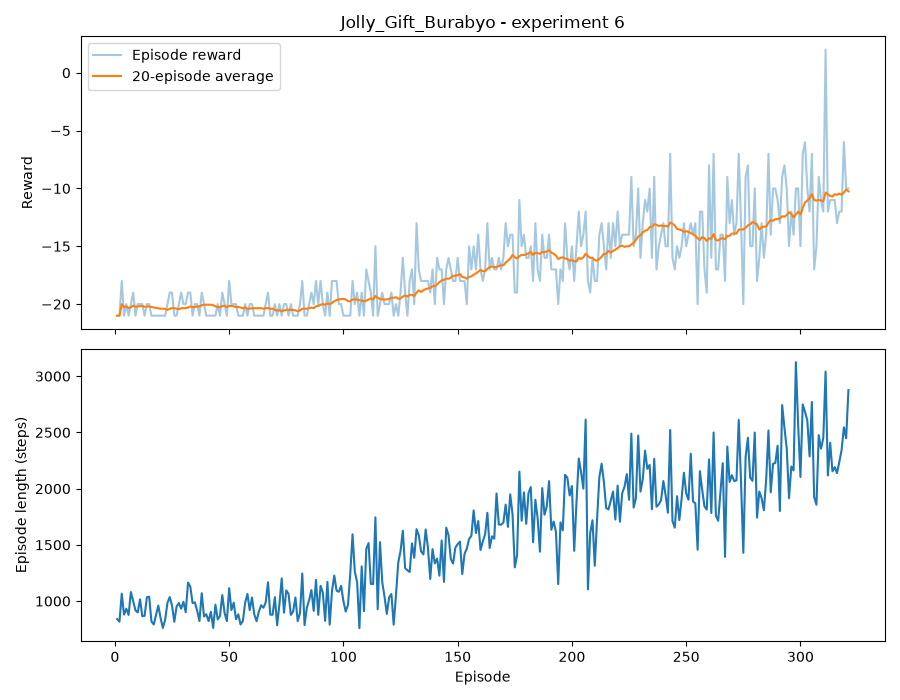 Jolly_Gift_Burabyo - experiment 6
Episode reward
20-episode average
Reward
0
−5
−10
−15
−20
Episode length (steps)
3000
2500
2000
1500
1000
0
50
100
150
200
250
300
Episode